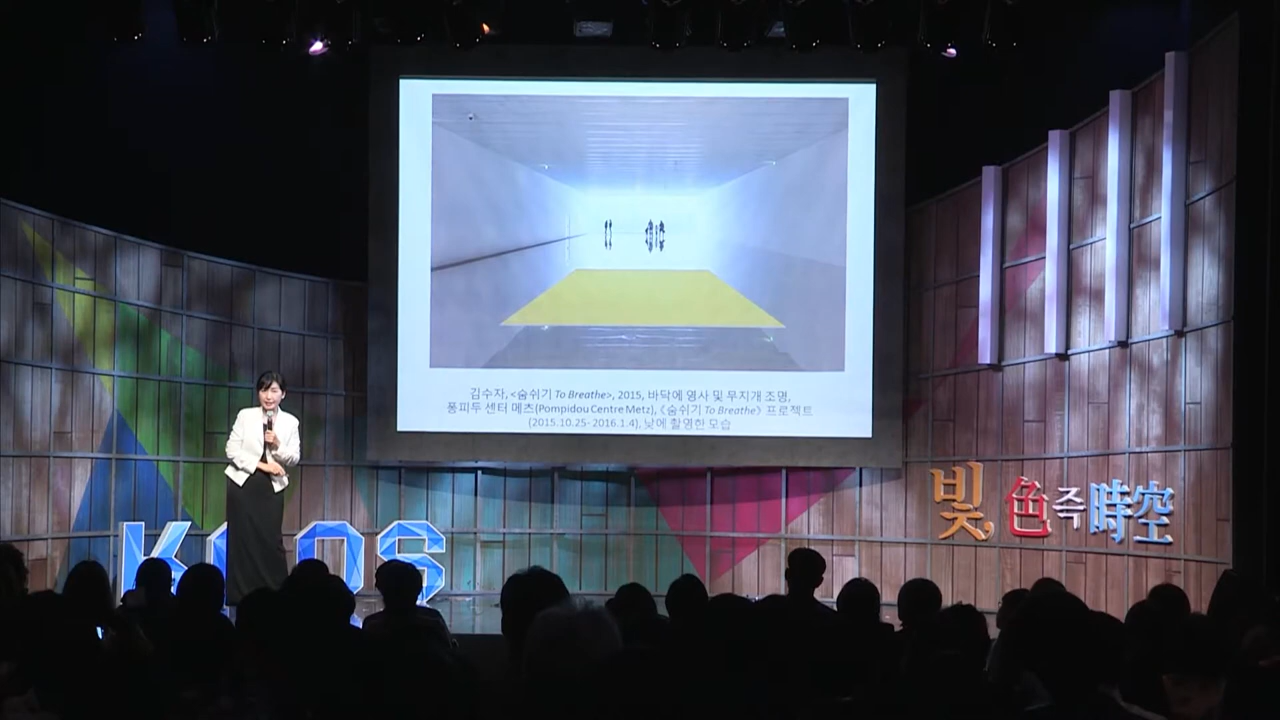 김수자, <숨쉬기 To Breathe>, 2015, 바닥에 영사 및 무지개 조명,
퐁피두 센터 메츠(Pompidou Centre Metz), 《숨쉬기 To Breathe》 프로젝트
(2015.10.25-2016.1.4), 낮에 촬영한 모습
빛, 色즉時空
KAOS